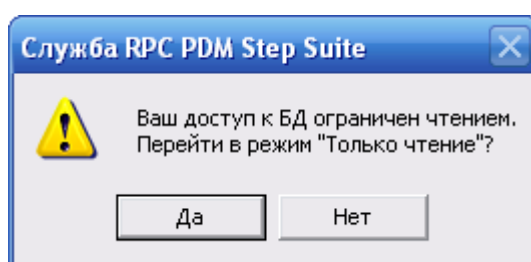 Служба RPC PDM Step Suite
Ваш доступ к БД ограничен чтением.
Перейти в режим "Только чтение"?
Да
Нет